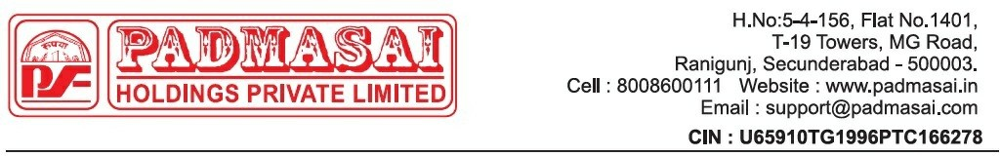 रुपया
PSF
PADMASAI
HOLDINGS PRIVATE LIMITED
H.No:5-4-156, Flat No.1401,
T-19 Towers, MG Road,
Ranigunj, Secunderabad - 500003.
Cell : 8008600111 Website : www.padmasai.in
Email : support@padmasai.com
CIN : U65910TG1996PTC166278